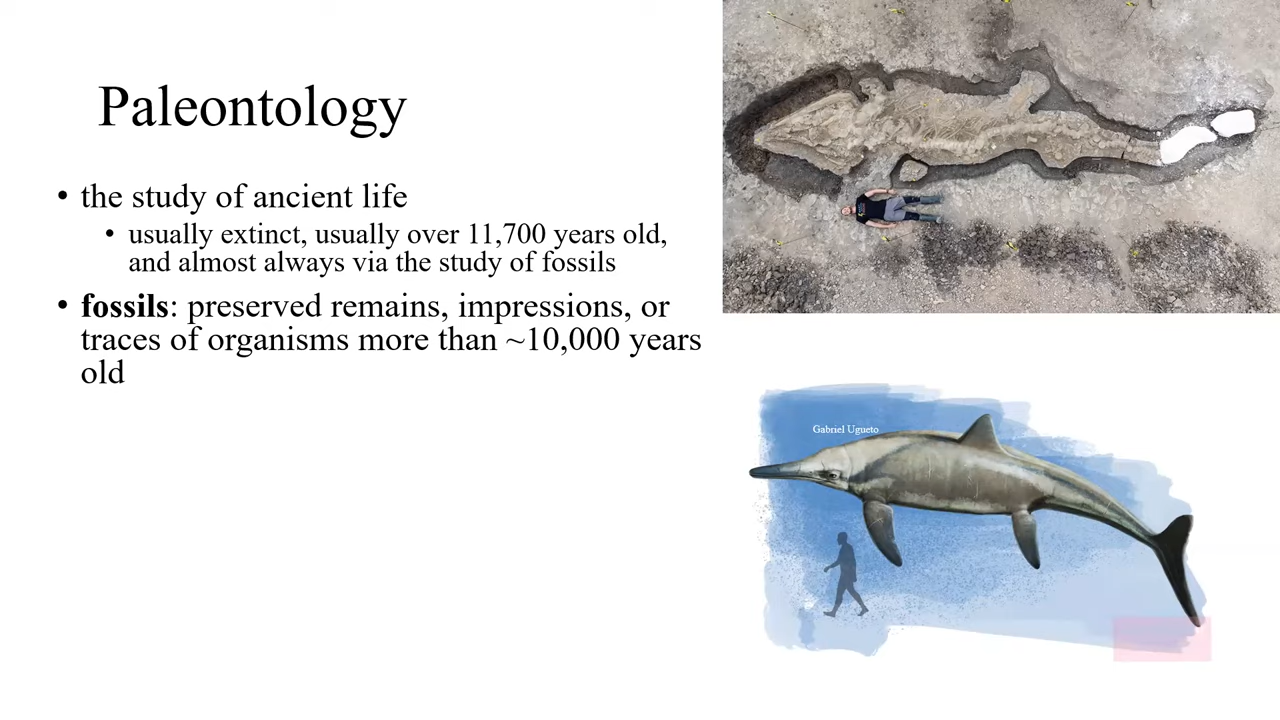 Paleontology
• the study of ancient life
• usually extinct, usually over 11,700 years old,
and almost always via the study of fossils
• fossils: preserved remains, impressions, or
traces of organisms more than ~10,000 years
old
Gabriel Ugueto